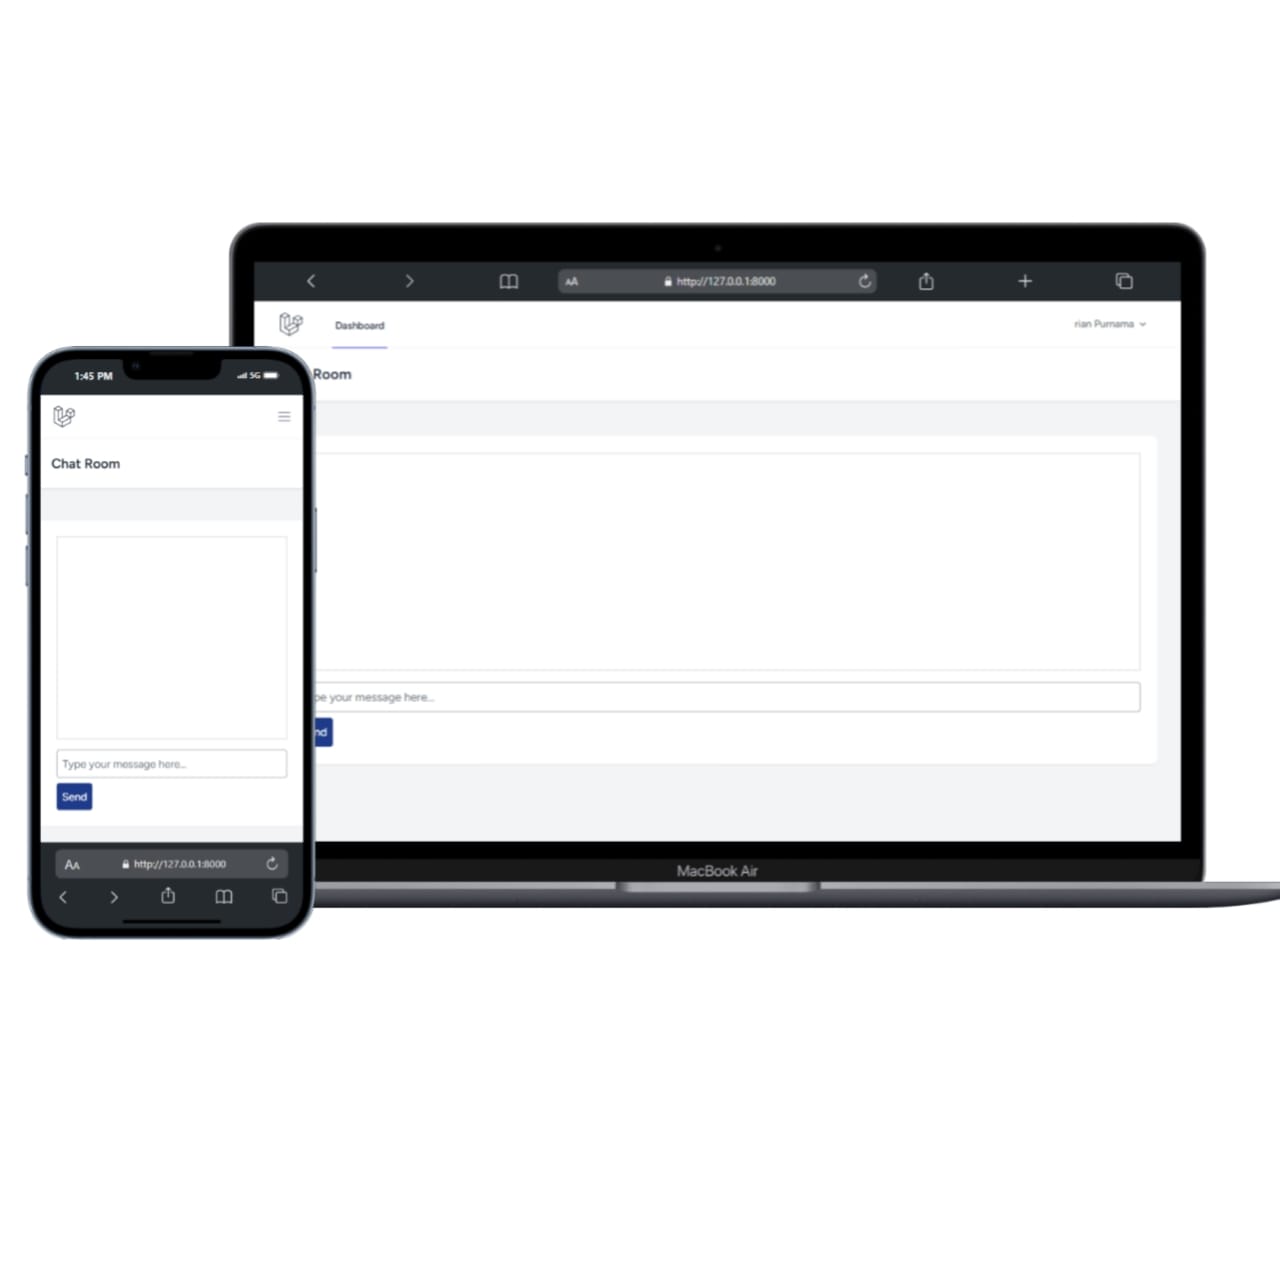 AA http://127.0.0.1:8000
Dashboard
rian Purnama
Room
pe your message here...
nd
MacBook Air
1:45 PM
5G
Chat Room
Type your message here...
Send
AA http://127.0.0.1:8000